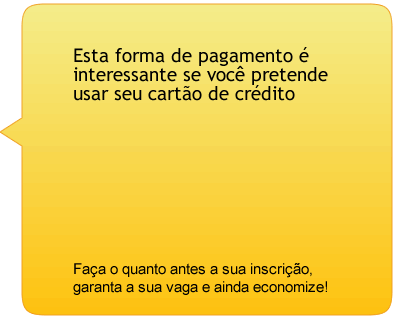 Esta forma de pagamento é
interessante se você pretende
usar seu cartão de crédito
Faça o quanto antes a sua inscrição,
garanta a sua vaga e ainda economize!